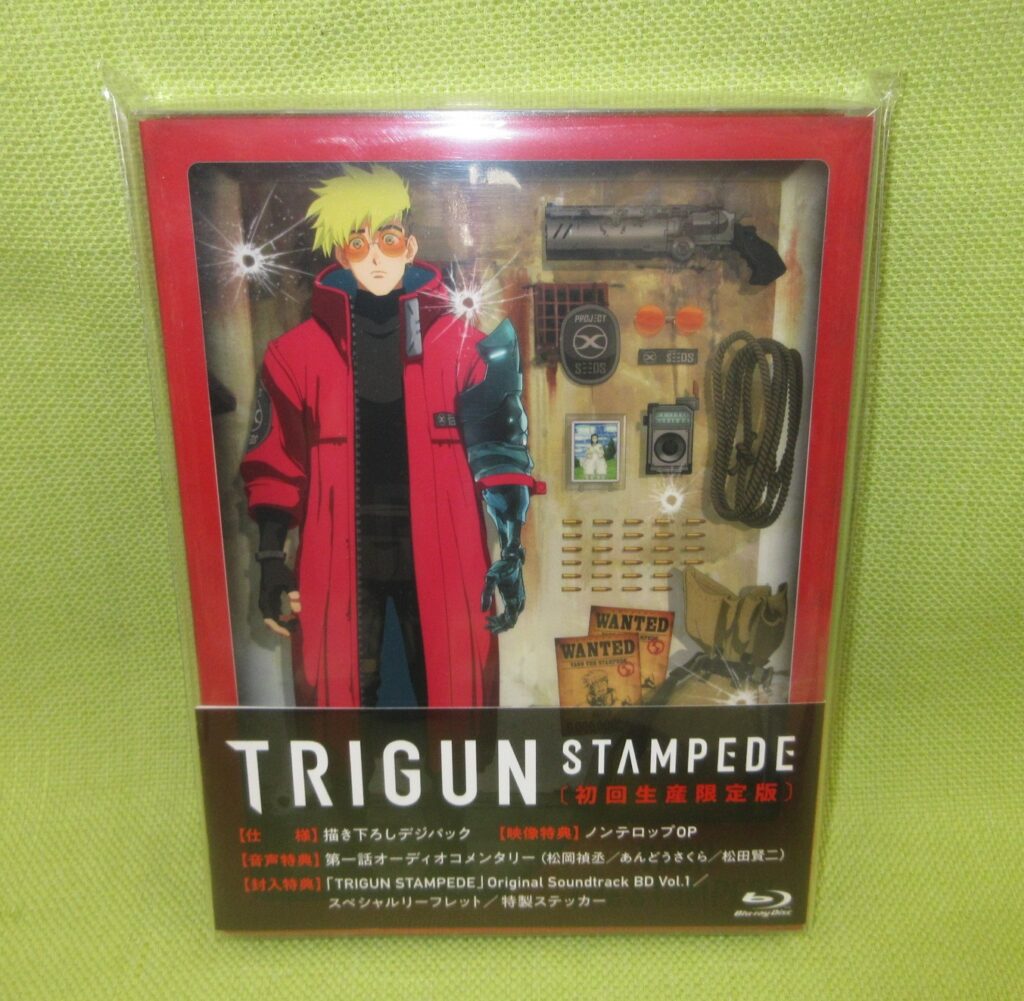 PROJECT
SEEDS
SEEDS
WANTED
WANTED
VASH THE STAMPEDE
TRIGUN STAMPEDE
〔初回生産限定版〕
【仕　様】描き下ろしデジパック　【映像特典】ノンテロップOP
【音声特典】第一話オーディオコメンタリー（松岡禎丞／あんどうさくら／松田賢二）
【封入特典】「TRIGUN STAMPEDE」Original Soundtrack BD Vol.1／
スペシャルリーフレット／特製ステッカー
Blu-ray Disc